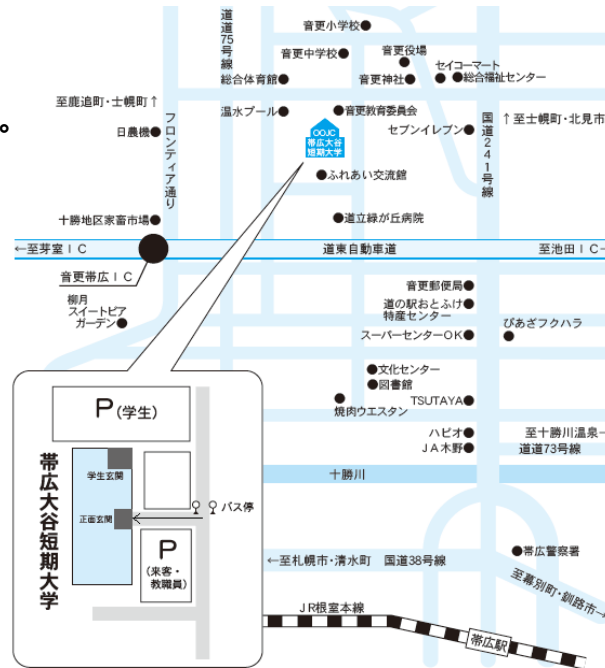 音更小学校
道道75号線
音更中学校
音更役場
セイコーマート
総合体育館
音更神社
総合福祉センター
至鹿追町・士幌町↑
温水プール
音更教育委員会
↑至士幌町・北見市
日農機
フロンティア通り
OOJC
帯広大谷
短期大学
セブンイレブン
国道241号線
ふれあい交流館
十勝地区家畜市場
道立緑が丘病院
←至芽室IC
道東自動車道
至池田IC→
音更帯広IC
音更郵便局
柳月
スイートピア
ガーデン
道の駅おとふけ
特産センター
ぴあざフクハラ
スーパーセンターOK
文化センター
図書館
TSUTAYA
焼肉ウエスタン
P(学生)
ハピオ
至十勝川温泉→
JA木野
道道73号線
十勝川
帯広大谷短期大学
学生玄関
正面玄関
バス停
P
(来客・
教職員)
帯広警察署
←至札幌市・清水町 国道38号線
至幕別町・釧路市→
JR根室本線
帯広駅